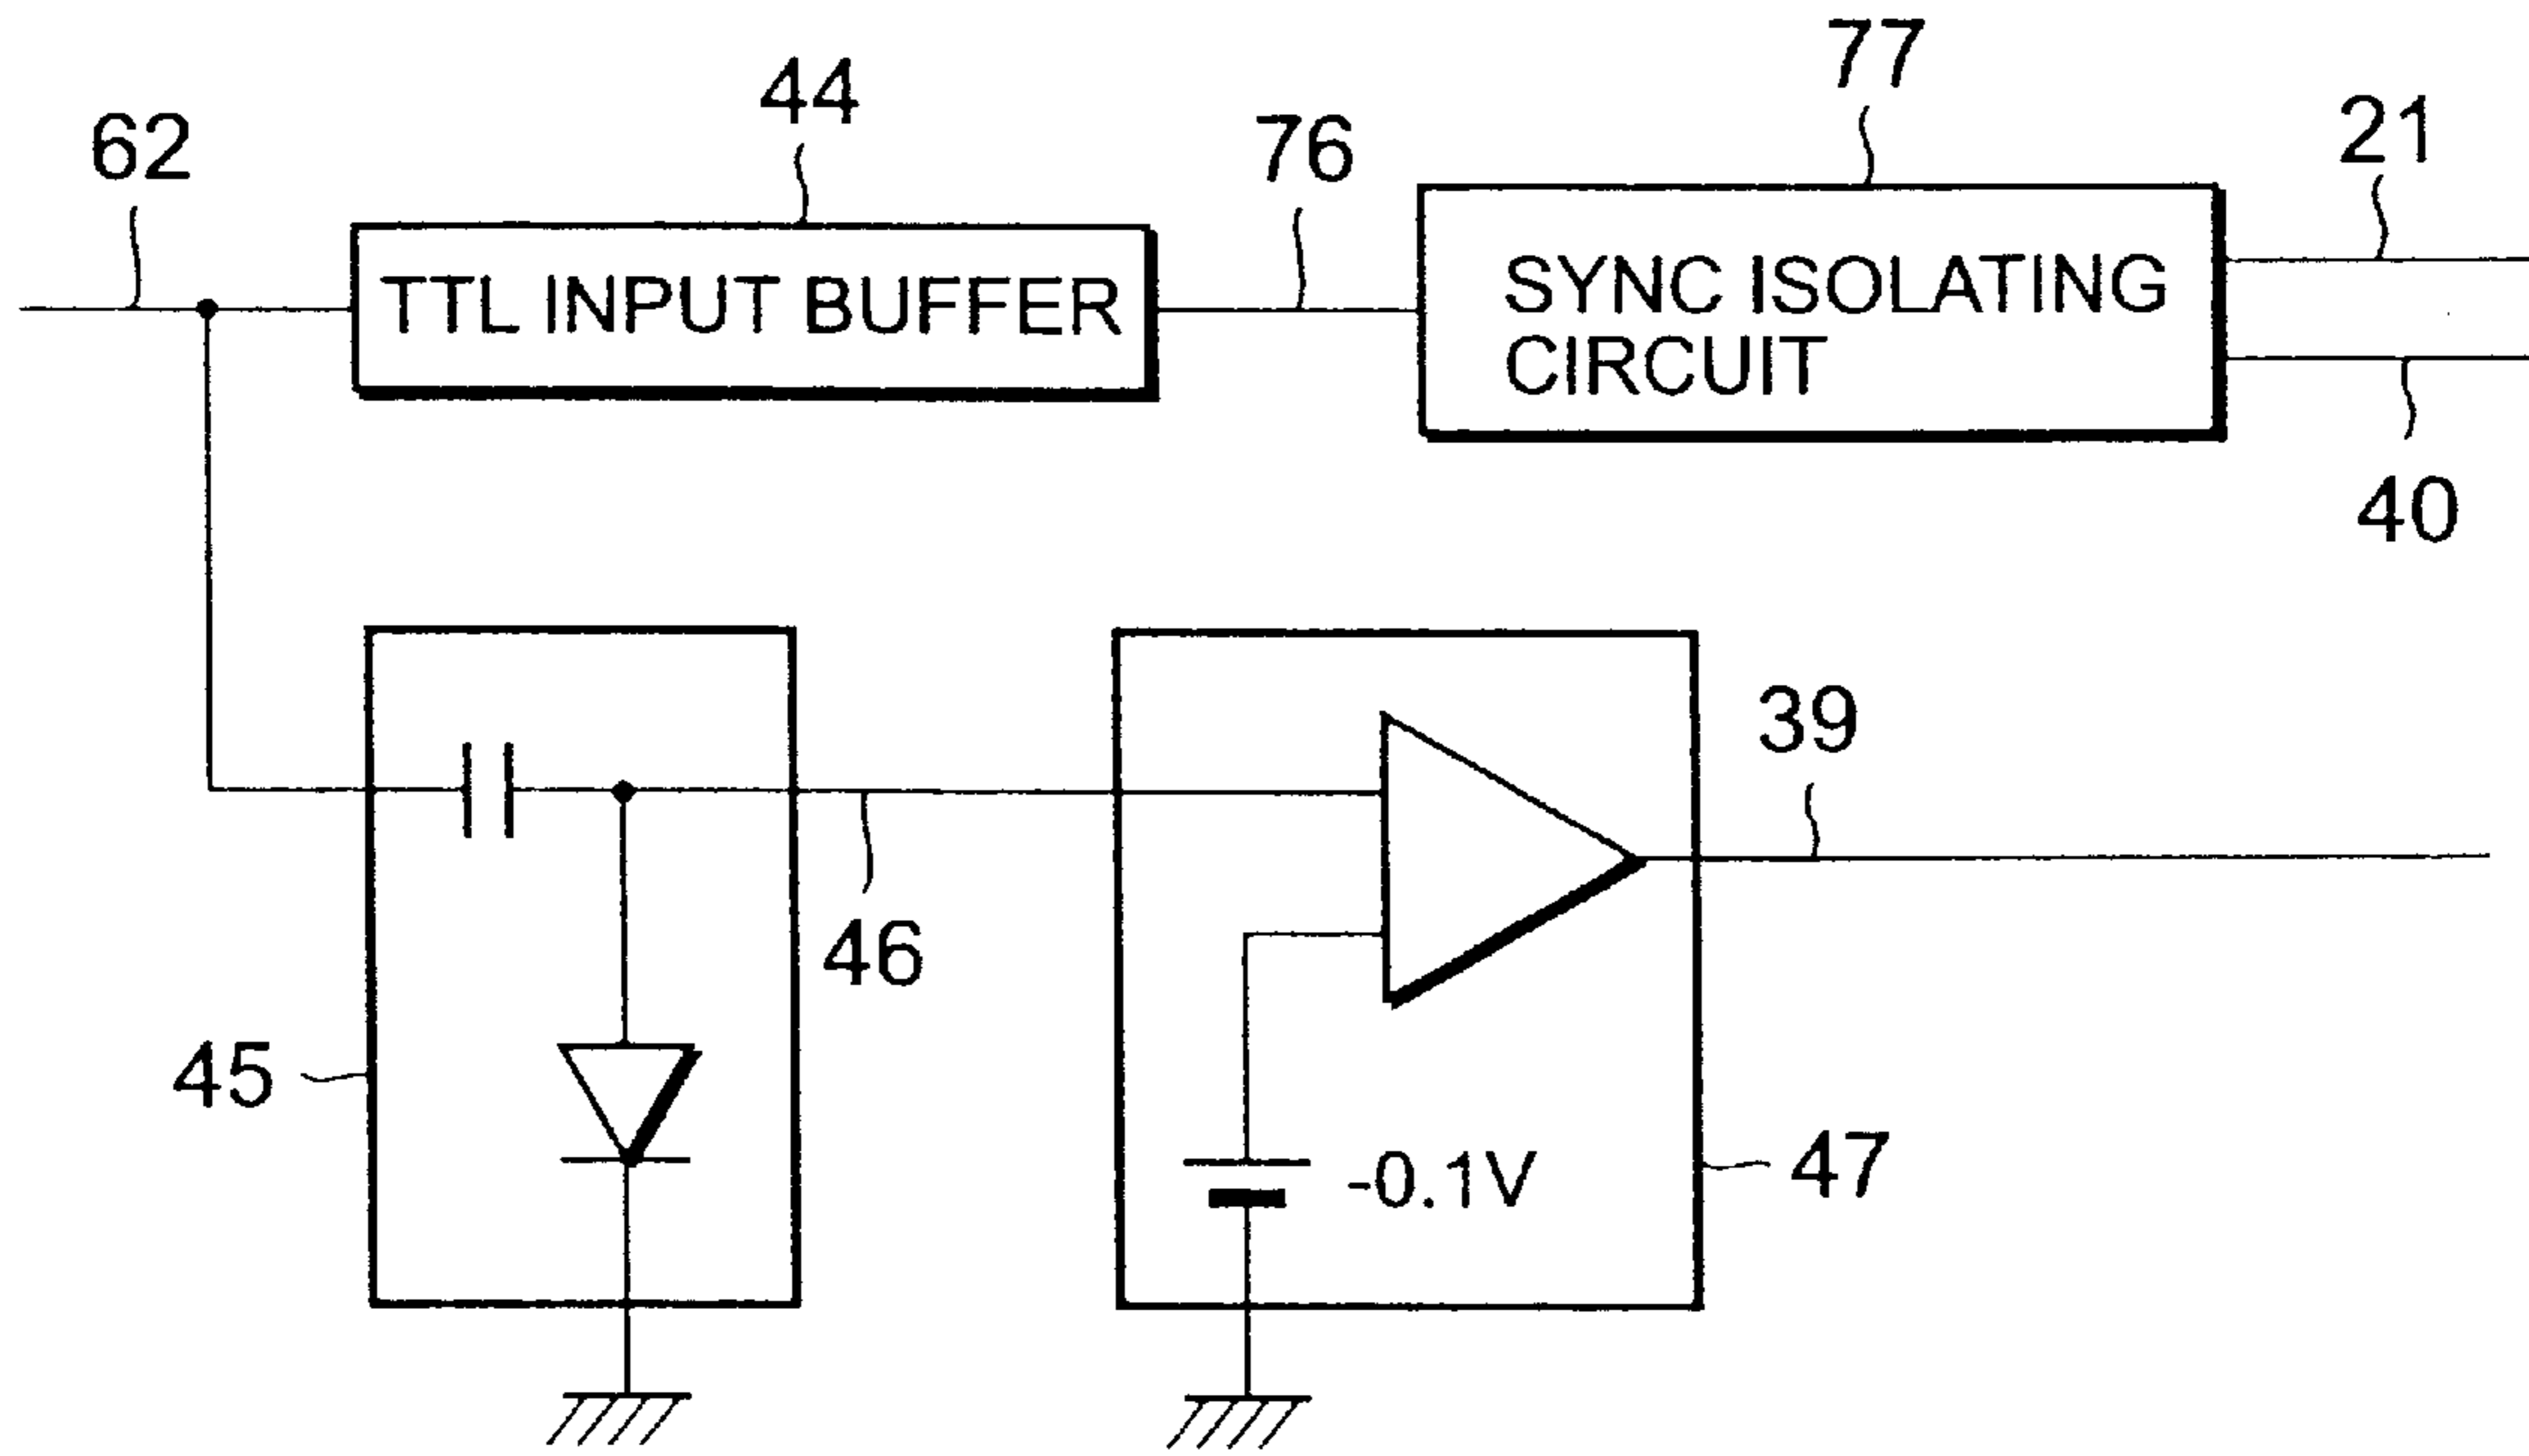 77
44
21
62
76
TTL INPUT BUFFER
SYNC ISOLATING
CIRCUIT
40
39
46
45
-0.1V
47